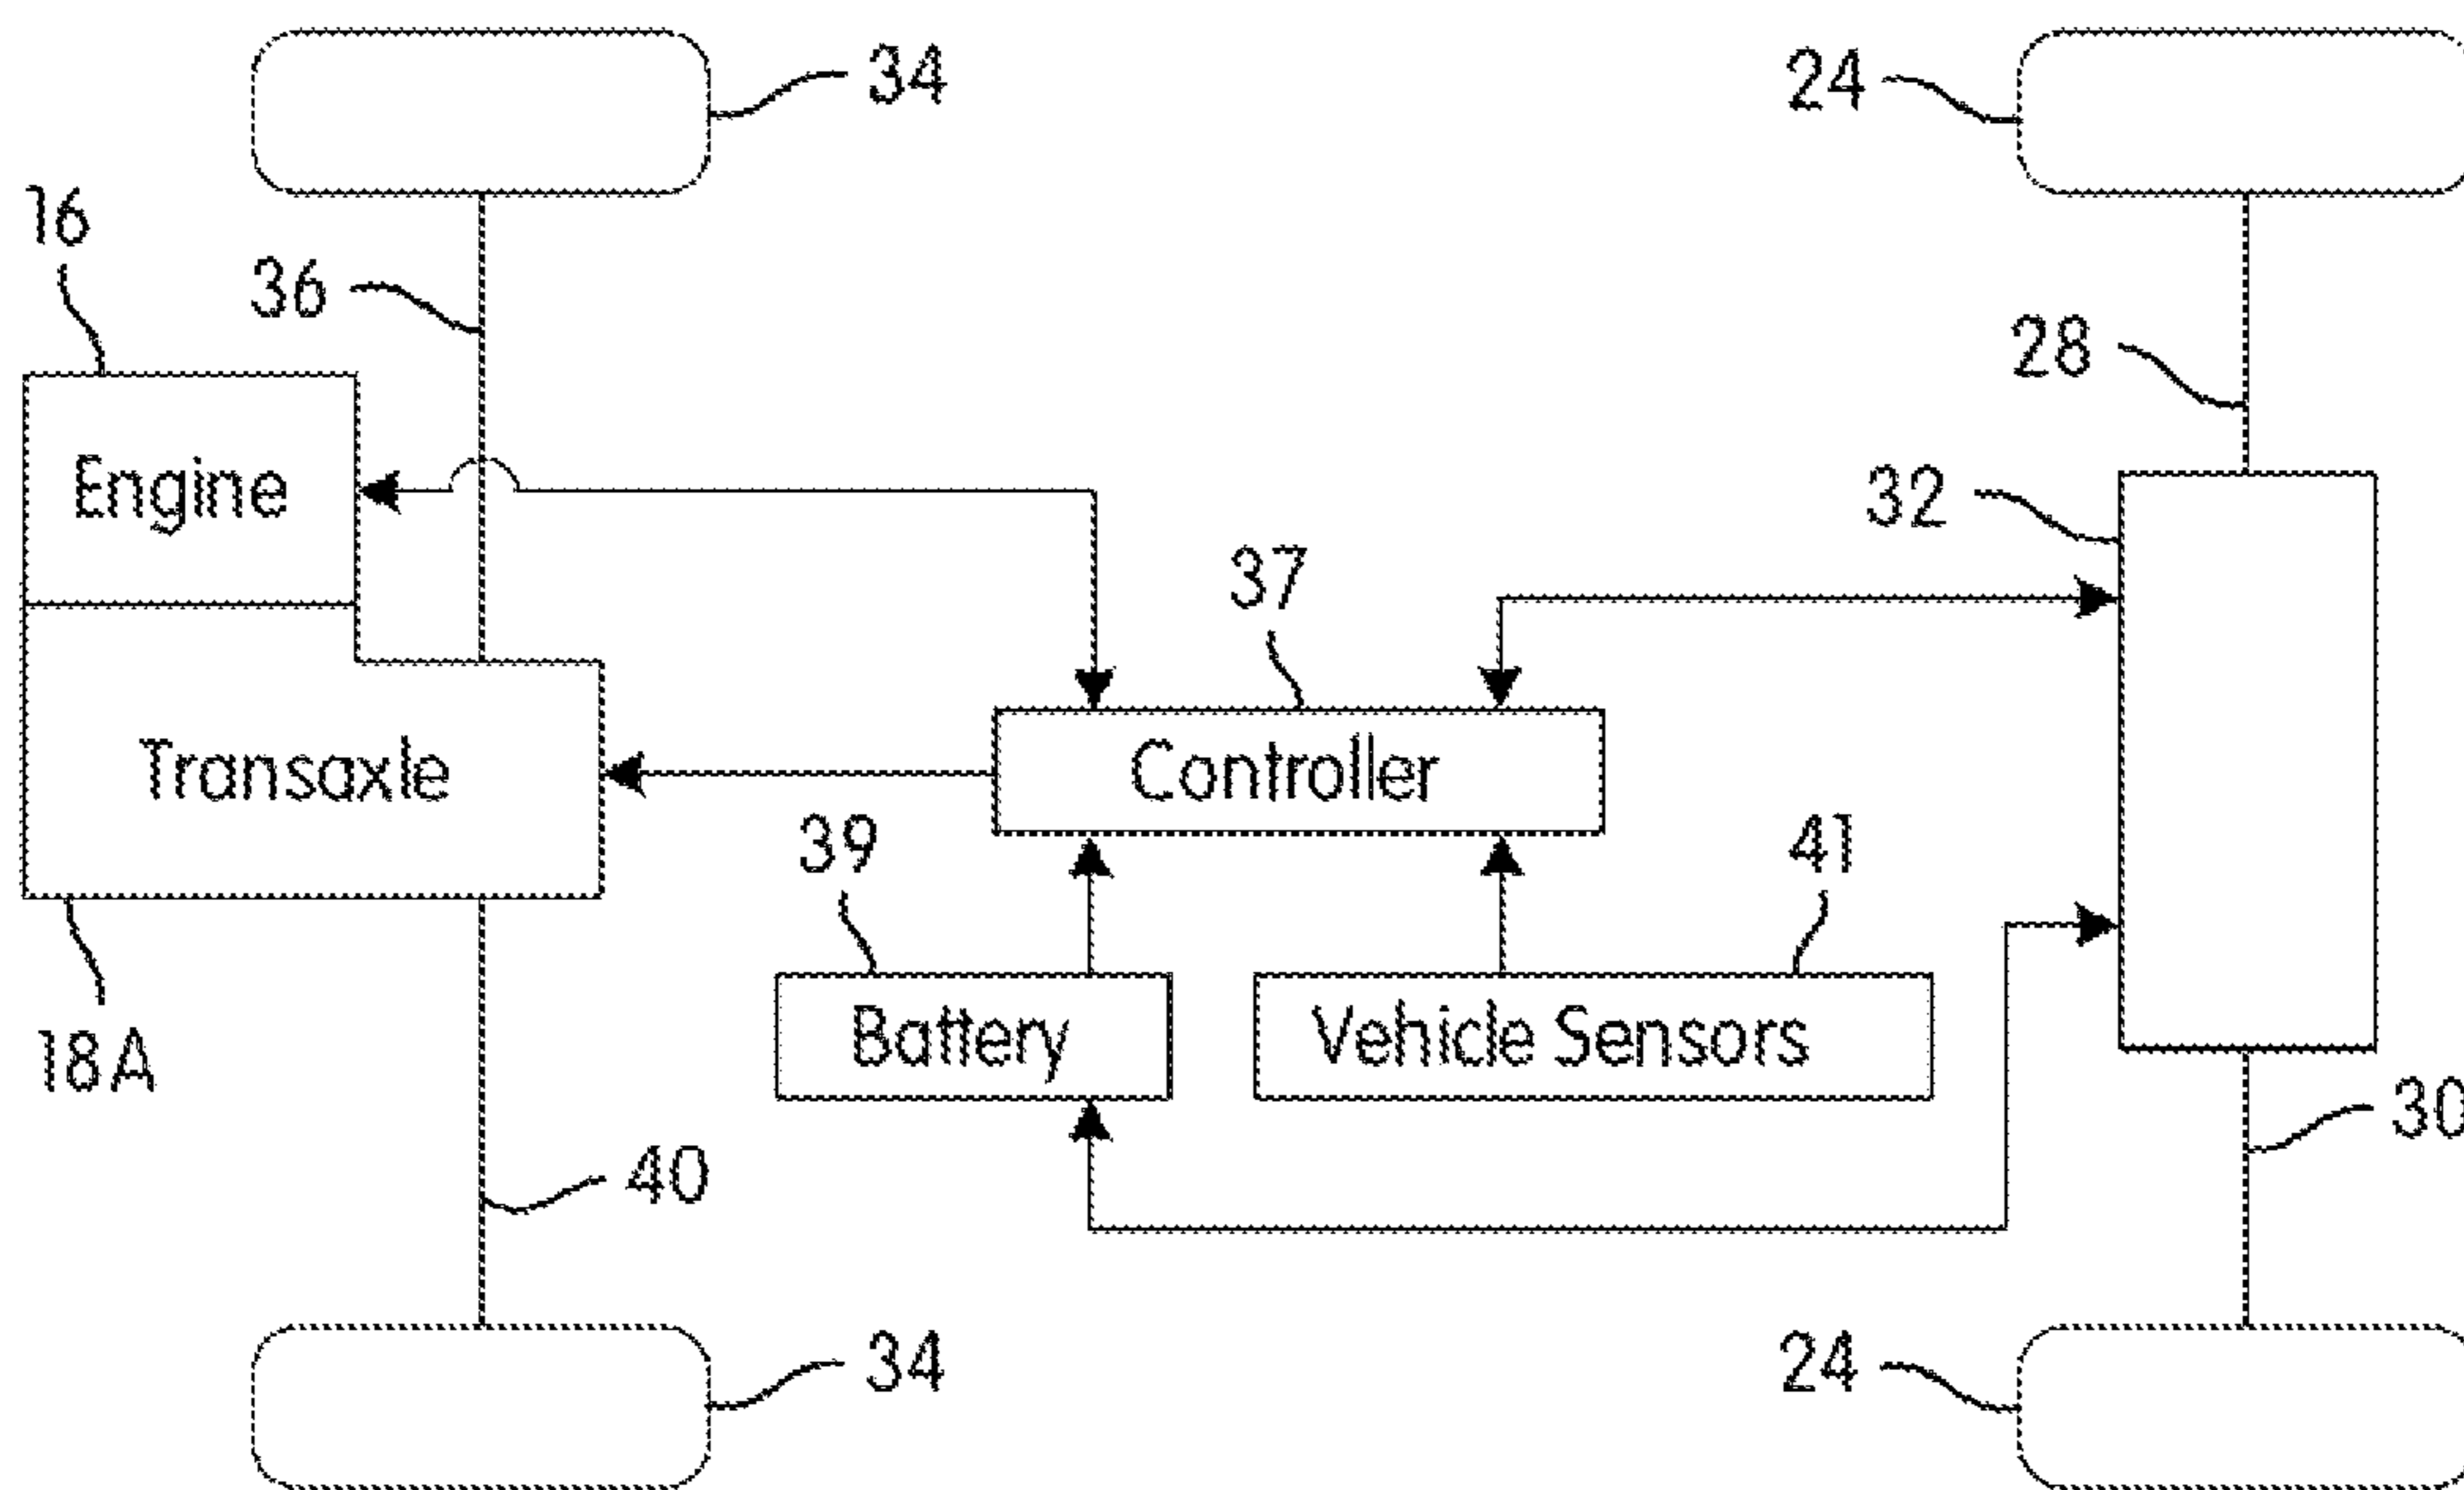 34
24
16
36
28
Engine
32
37
Transaxle
Controller
39
41
Battery
Vehicle Sensors
18A
30
40
34
24